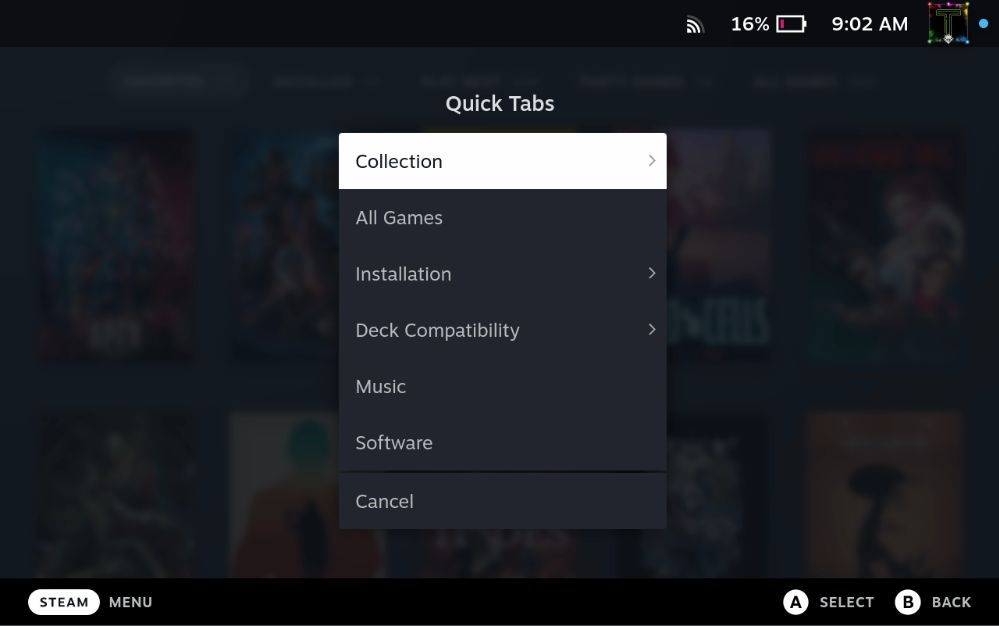 16% 9:02 AM
Quick Tabs
Collection
All Games
Installation
Deck Compatibility
Music
Software
Cancel
STEAM MENU
A SELECT B BACK